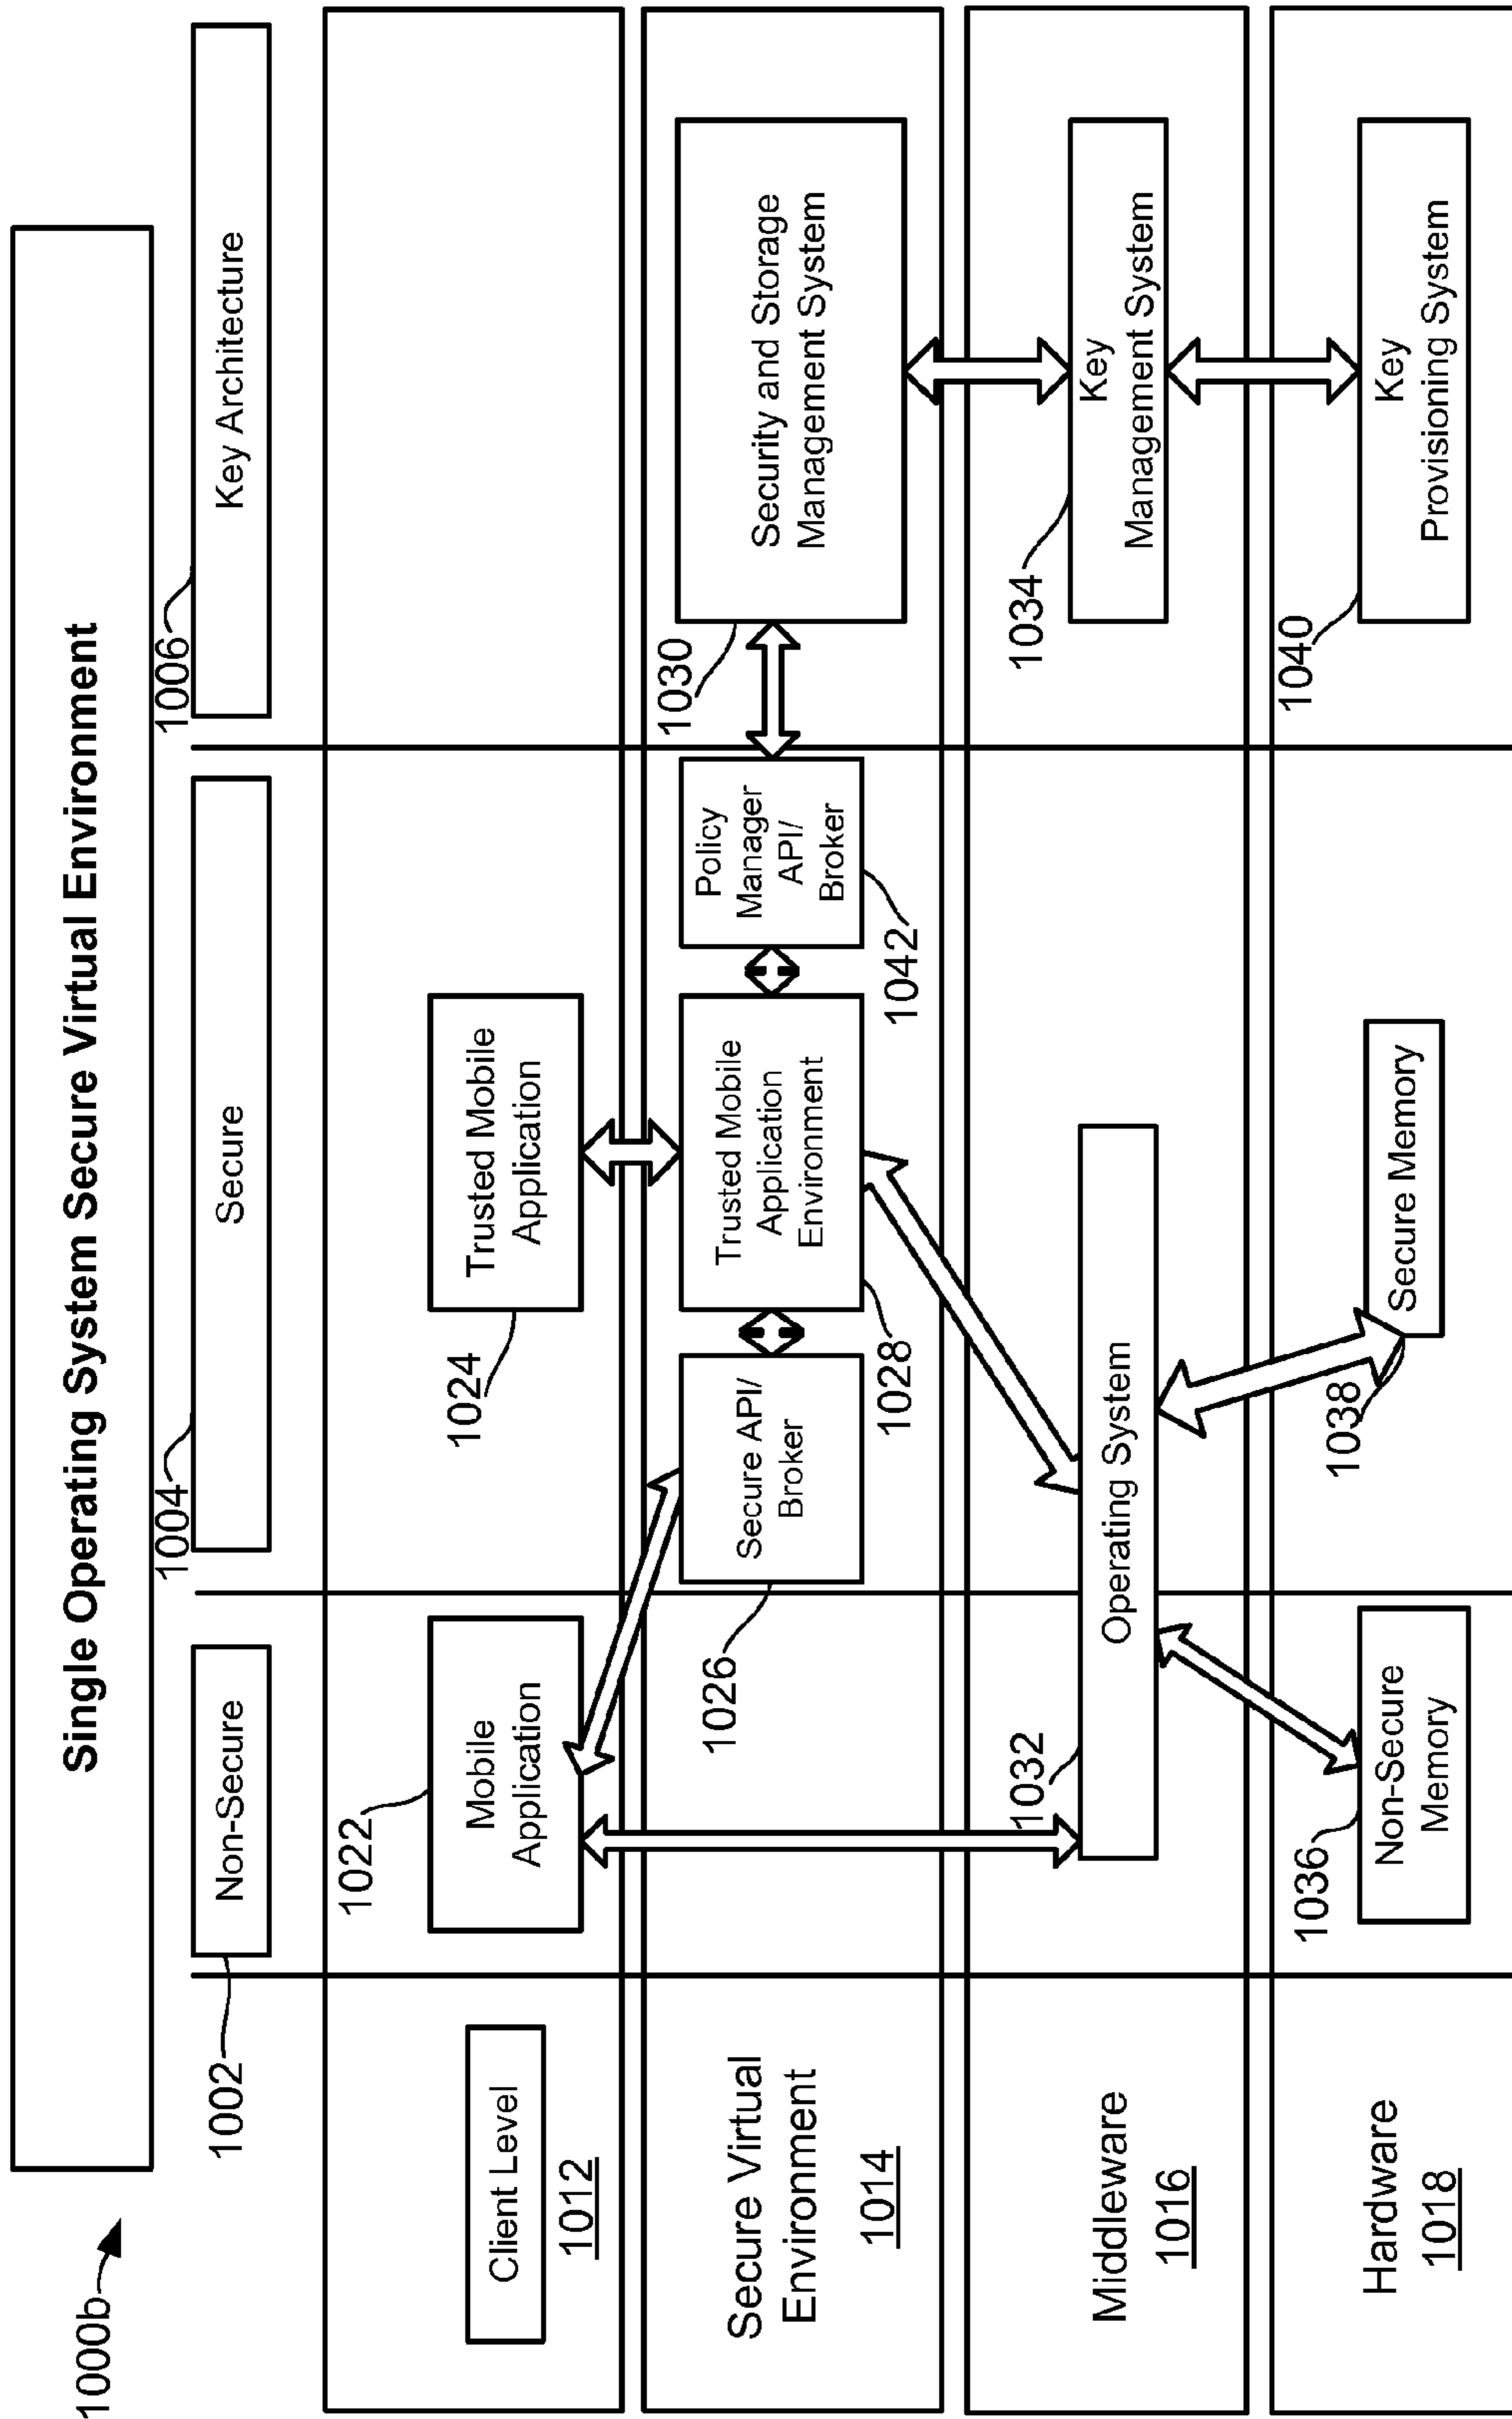 1000b
Single Operating System Secure Virtual Environment
1002
Non-Secure
1004
Secure
1006
Key Architecture
Client Level
1012
1022
Mobile
Application
1024
Trusted Mobile
Application
Secure Virtual
Environment
1014
1026
Secure API/
Broker
1028
Trusted Mobile
Application
Environment
1042
Policy
Manager
API/
Broker
1030
Security and Storage
Management System
Middleware
1016
1032
Operating System
1034
Key
Management System
Hardware
1018
1036
Non-Secure
Memory
1038
Secure Memory
1040
Key
Provisioning System